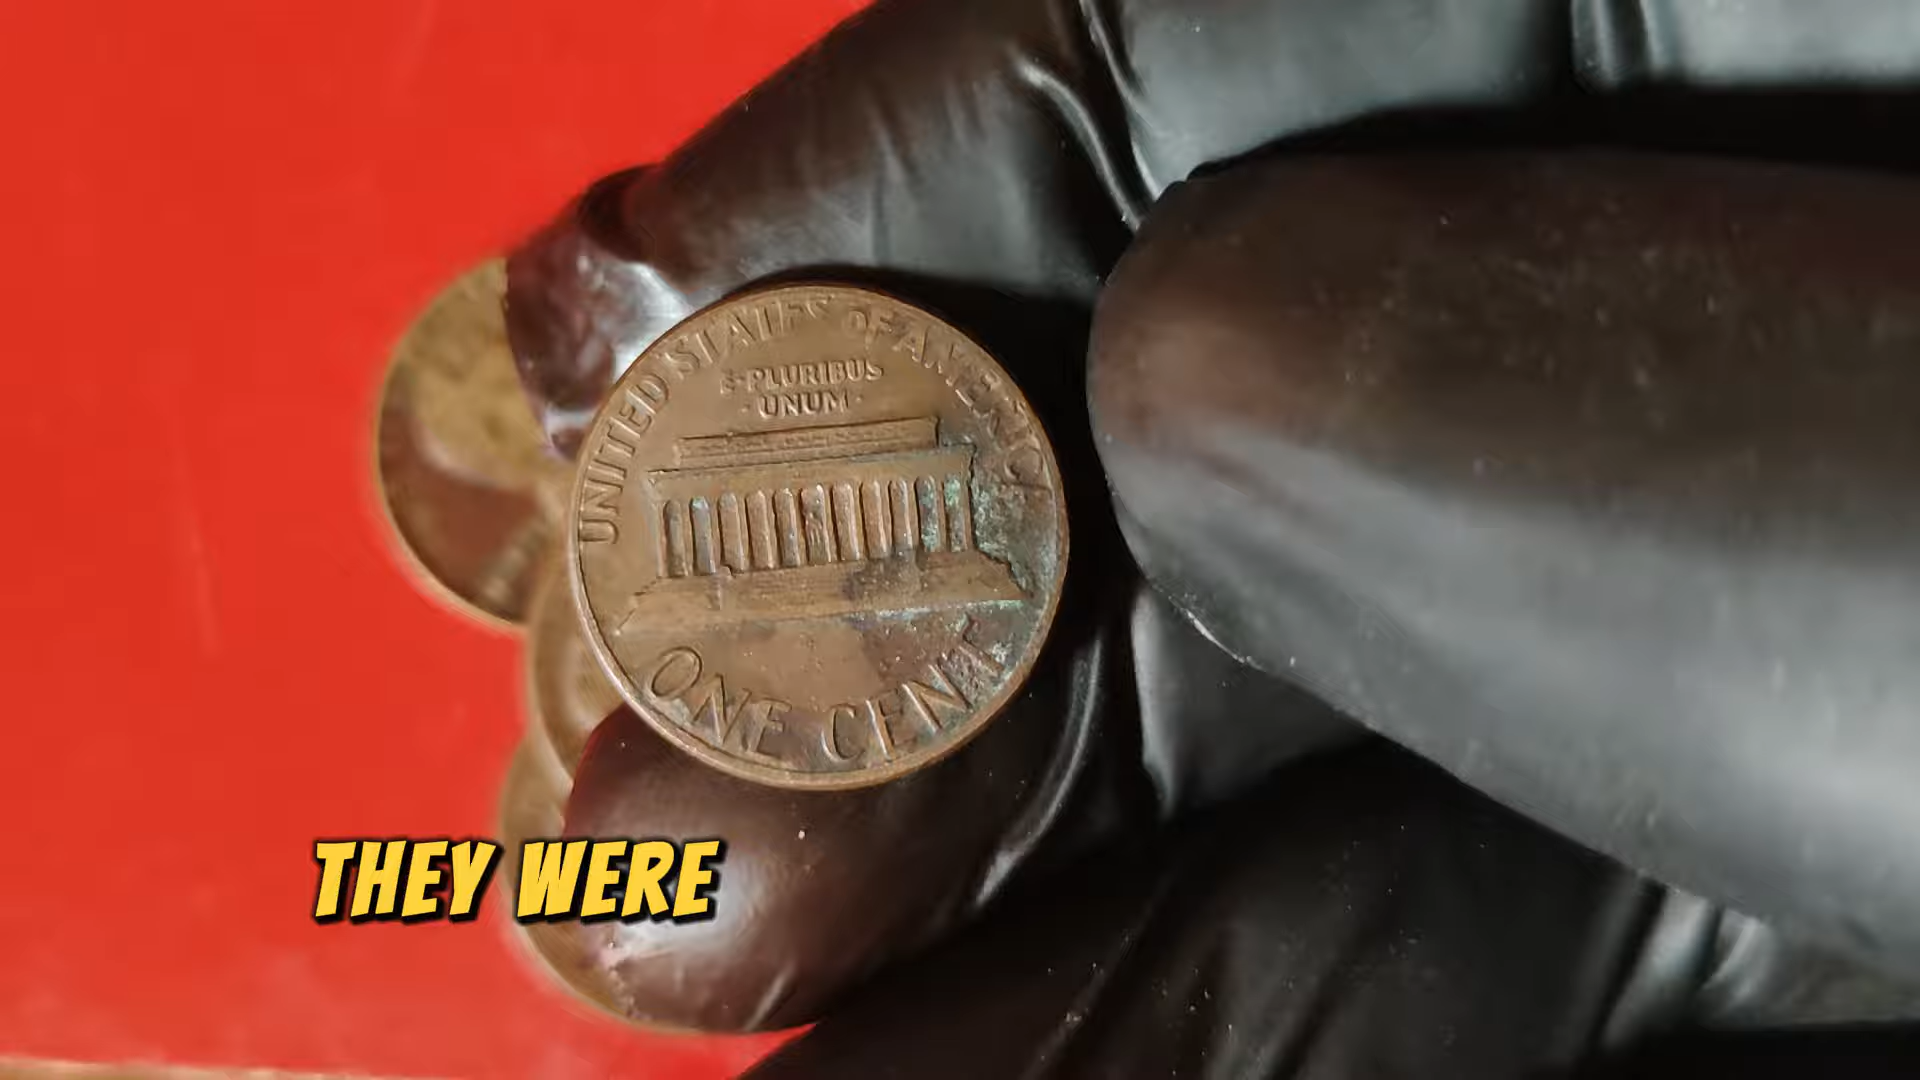 UNITED STATES OF AMERICA
E·PLURIBUS
·UNUM·
ONE CENT
THEY WERE